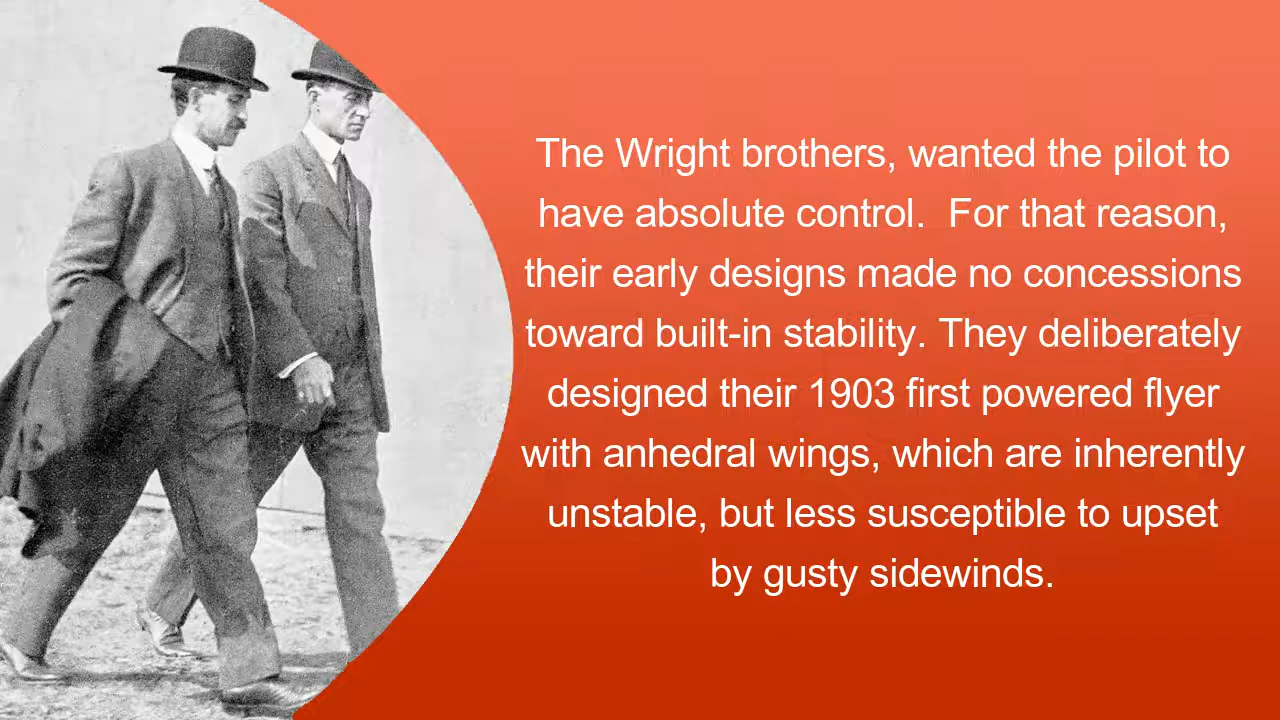 The Wright brothers, wanted the pilot to
have absolute control.  For that reason,
their early designs made no concessions
toward built-in stability. They deliberately
designed their 1903 first powered flyer
with anhedral wings, which are inherently
unstable, but less susceptible to upset
by gusty sidewinds.